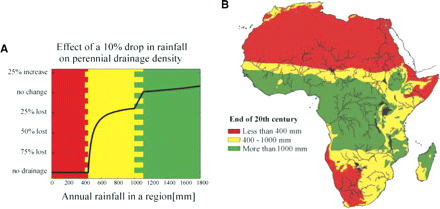 A
Effect of a 10% drop in rainfall
on perennial drainage density
25% increase
no change
25% lost
50% lost
75% lost
no drainage
0 200 400 600 800 1000 1200 1400 1600 1800
Annual rainfall in a region[mm]
B
End of 20th century
Less than 400 mm
400 - 1000 mm
More than 1000 mm